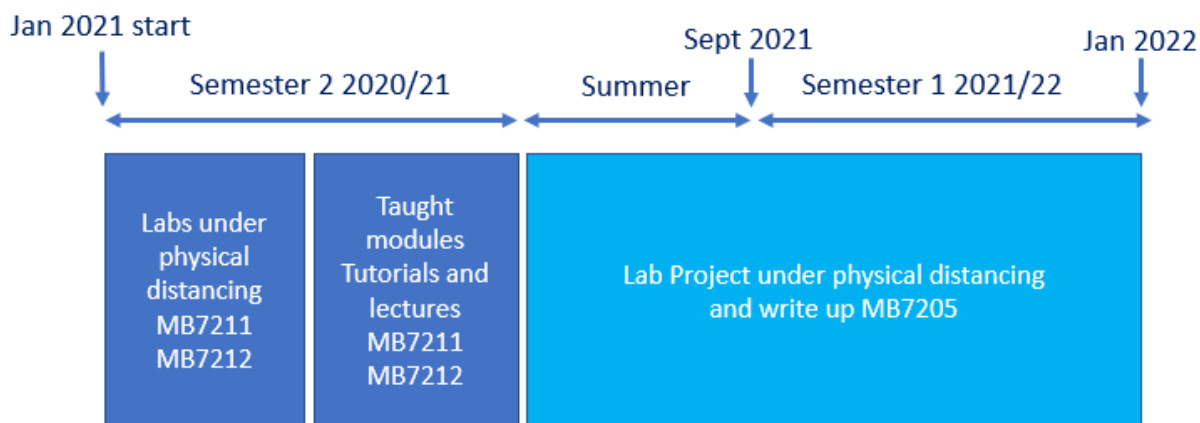 Jan 2021 start
Sept 2021
Jan 2022
Semester 2 2020/21
Summer
Semester 1 2021/22
Labs under
physical
distancing
MB7211
MB7212
Taught
modules
Tutorials and
lectures
MB7211
MB7212
Lab Project under physical distancing
and write up MB7205